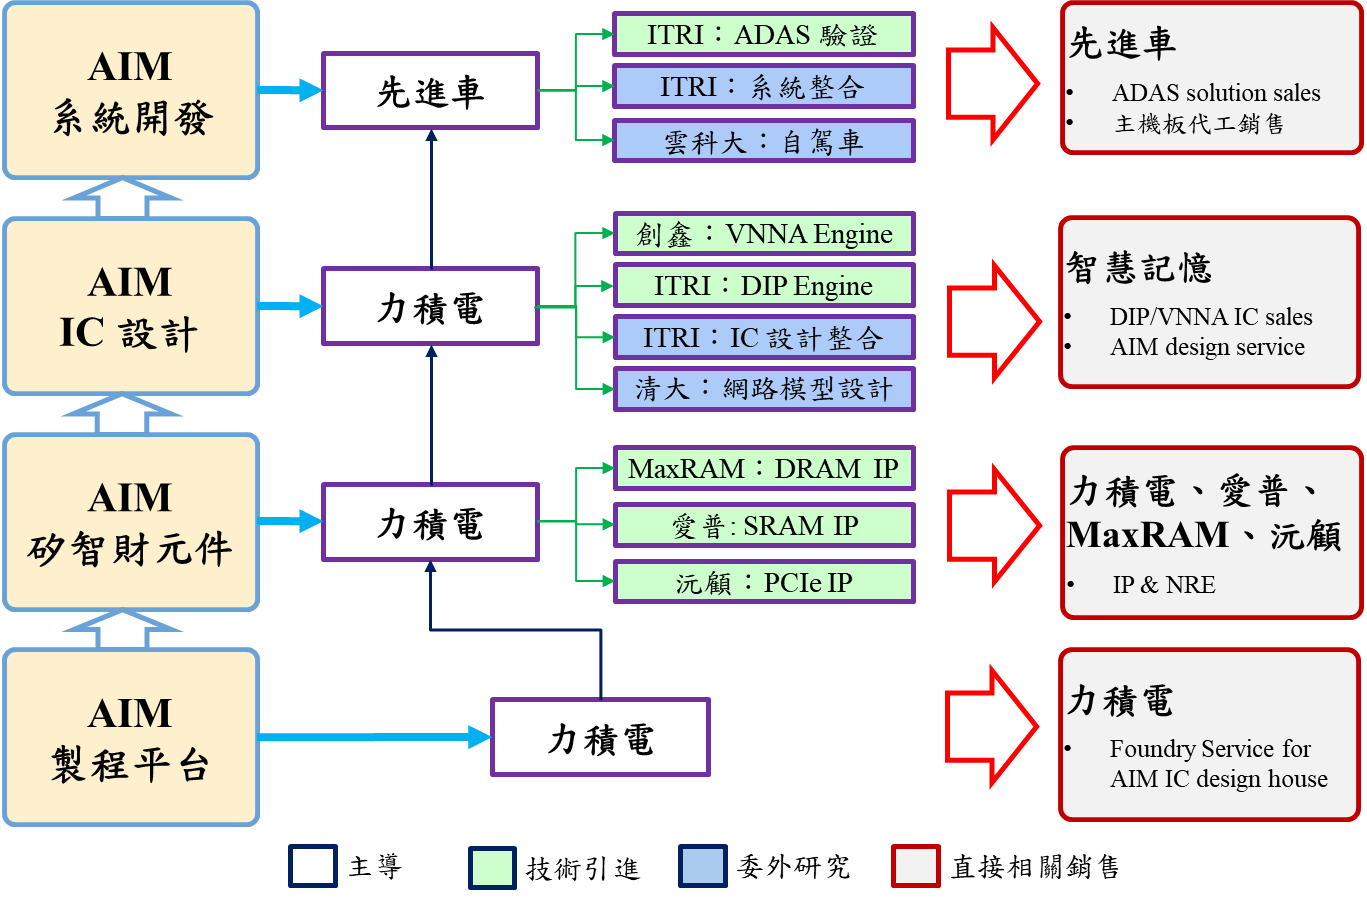 AIM
系統開發
先進車
ITRI：ADAS 驗證
ITRI：系統整合
雲科大：自駕車
先進車
• ADAS solution sales
• 主機板代工銷售
AIM
IC 設計
力積電
創鑫：VNNA Engine
ITRI：DIP Engine
ITRI：IC 設計整合
清大：網路模型設計
智慧記憶
• DIP/VNNA IC sales
• AIM design service
AIM
矽智財元件
力積電
MaxRAM：DRAM IP
愛普: SRAM IP
沅顧：PCIe IP
力積電、愛普、
MaxRAM、沅顧
• IP & NRE
AIM
製程平台
力積電
力積電
• Foundry Service for
AIM IC design house
主導
技術引進
委外研究
直接相關銷售